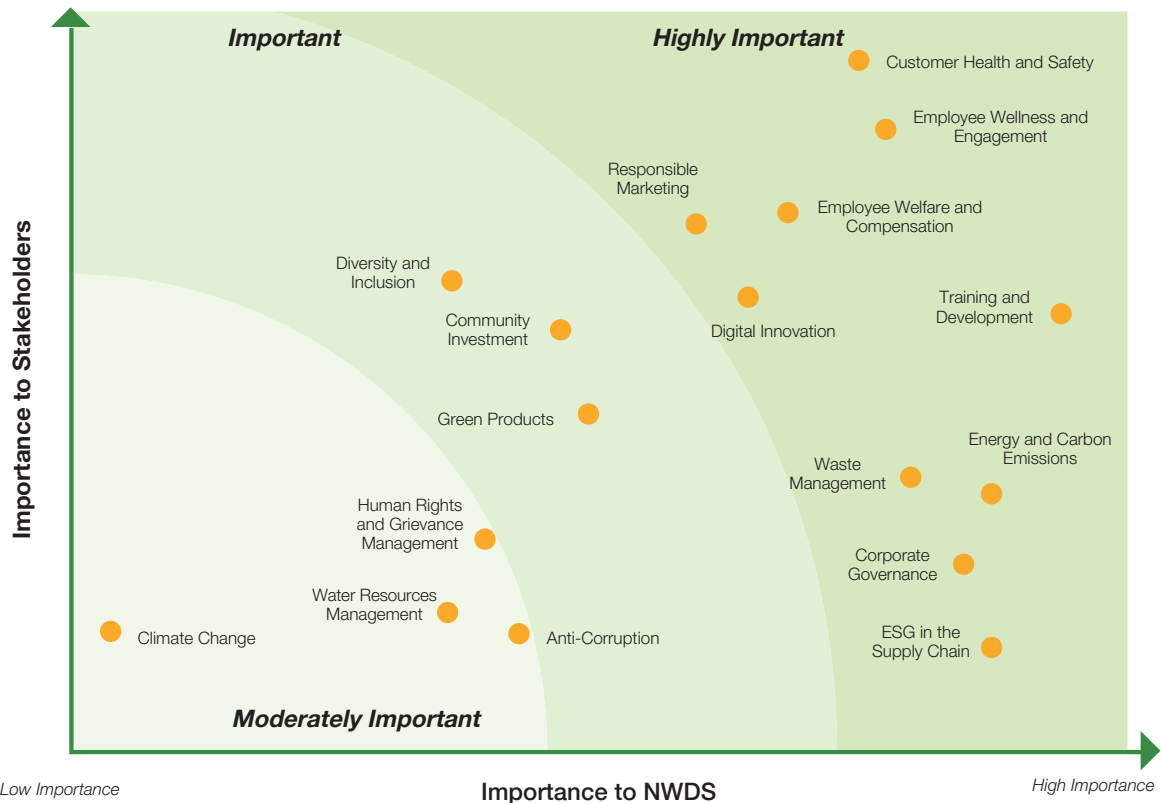 Important
Highly Important
Customer Health and Safety
Employee Wellness and
Engagement
Responsible
Marketing
Employee Welfare and
Compensation
Diversity and
Inclusion
Community
Investment
Digital Innovation
Training and
Development
Green Products
Energy and Carbon
Emissions
Waste
Management
Human Rights
and Grievance
Management
Corporate
Governance
Water Resources
Management
Climate Change
Anti-Corruption
ESG in the
Supply Chain
Moderately Important
Importance to Stakeholders
Low Importance
Importance to NWDS
High Importance